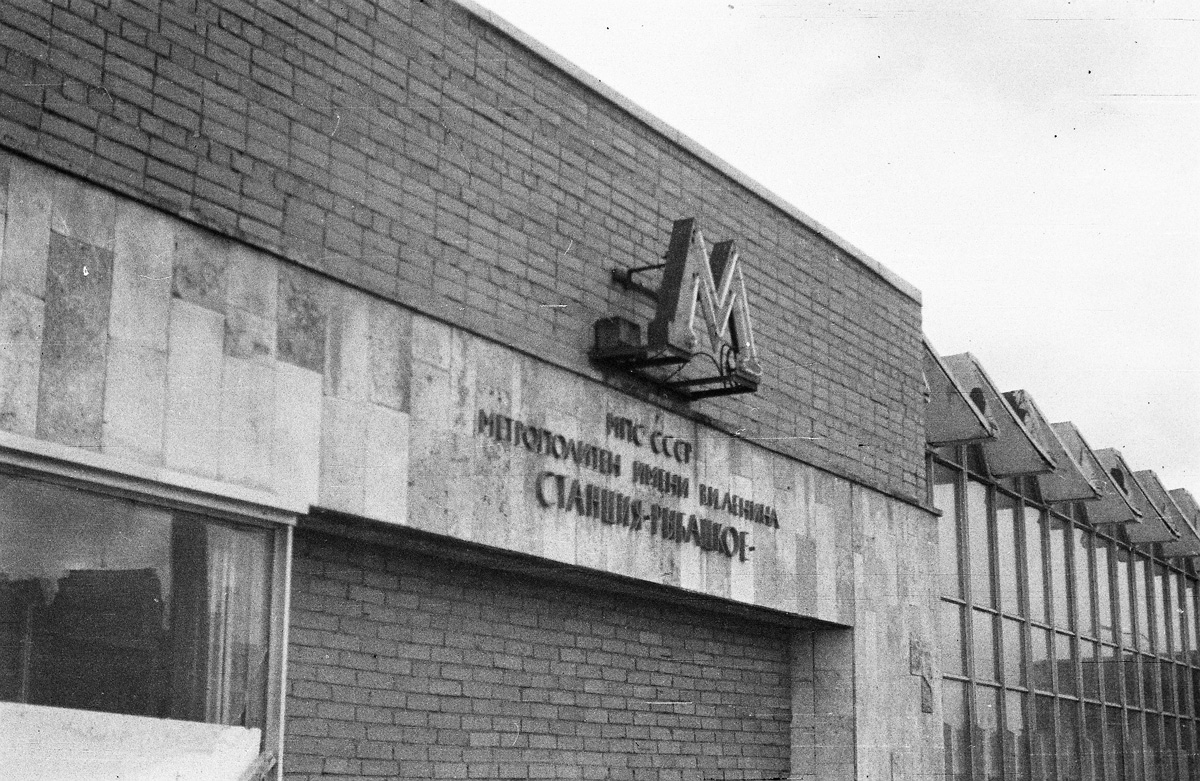 М
МПС СССР
МЕТРОПОЛИТЕН ИМЕНИ В.И.ЛЕНИНА
СТАНЦИЯ-РЫБАЦКОЕ-